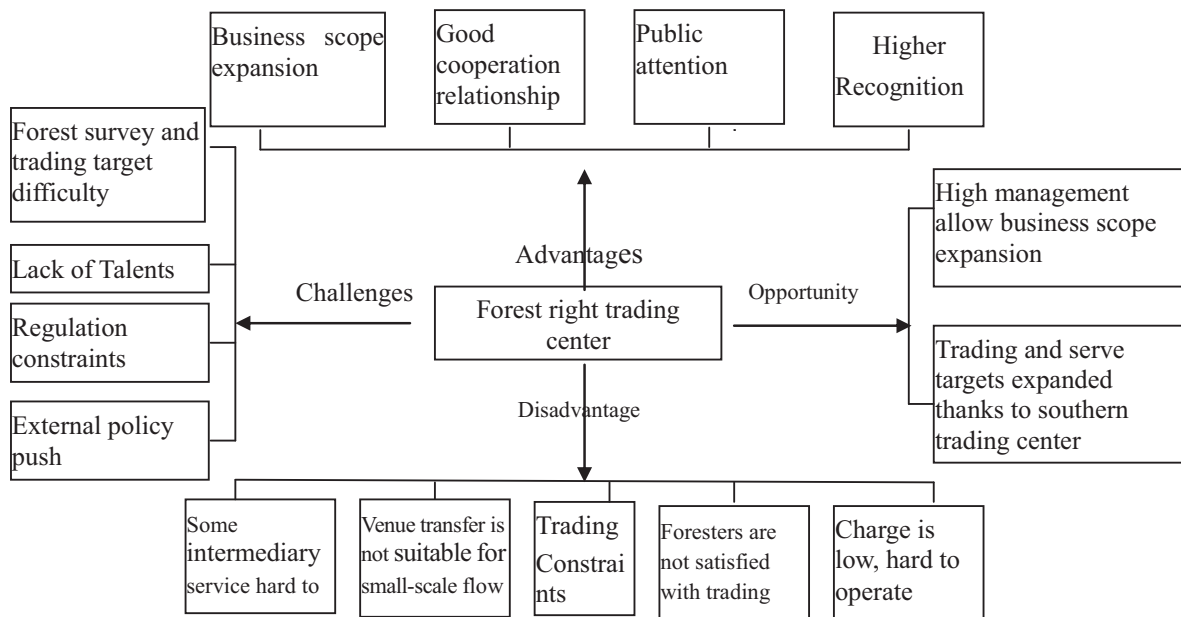 Business scope
expansion
Good
cooperation
relationship
Public
attention
Higher
Recognition
Forest survey and
trading target
difficulty
Lack of Talents
Regulation
constraints
External policy
push
Challenges
Advantages
Forest right trading
center
Opportunity
Disadvantage
High management
allow business scope
expansion
Trading and serve
targets expanded
thanks to southern
trading center
Some
intermediary
service hard to
Venue transfer is
not suitable for
small-scale flow
Trading
Constrai
nts
Foresters are
not satisfied
with trading
Charge is
low, hard to
operate